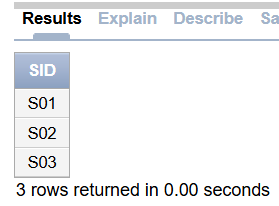 Results Explain Describe Sa
SID
S01
S02
S03
3 rows returned in 0.00 seconds